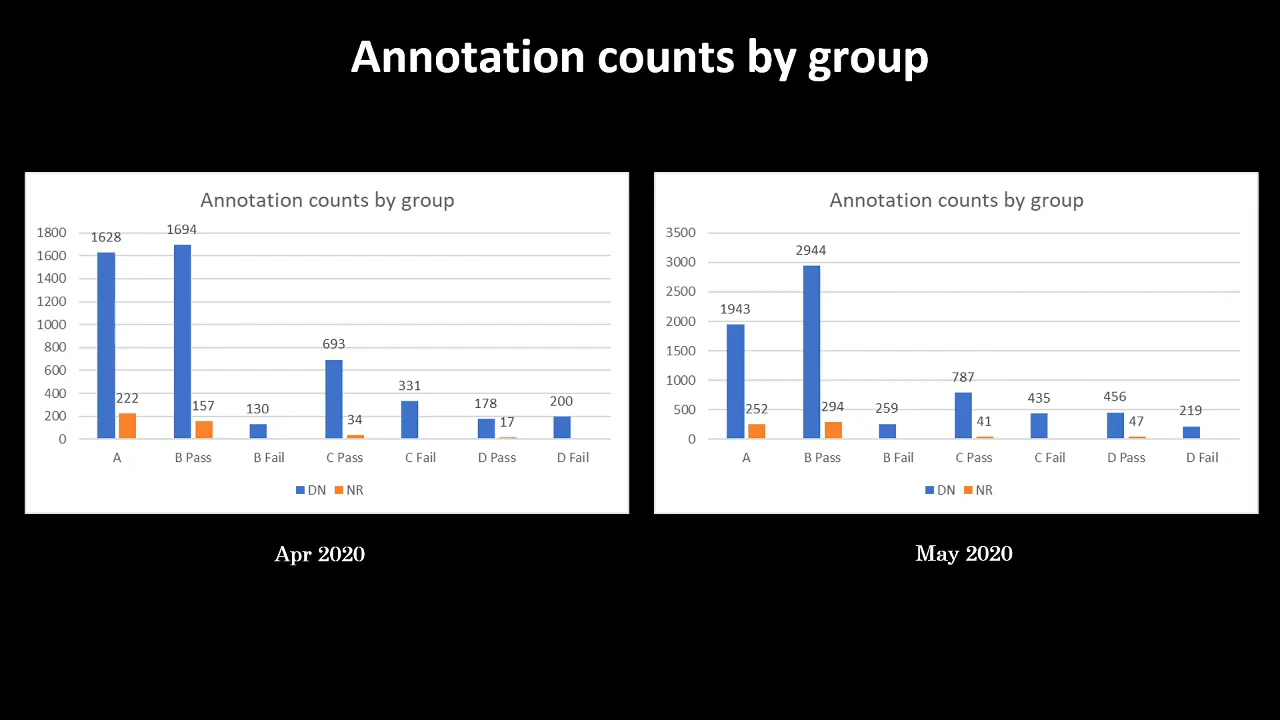 Annotation counts by group
Annotation counts by group
1800
1600
1400
1200
1000
800
600
400
200
0
1628
222
1694
157
130
693
34
331
178
17
200
A
B Pass
B Fail
C Pass
C Fail
D Pass
D Fail
DN
NR
Apr 2020
Annotation counts by group
3500
3000
2500
2000
1500
1000
500
0
1943
252
2944
294
259
787
41
435
456
47
219
A
B Pass
B Fail
C Pass
C Fail
D Pass
D Fail
DN
NR
May 2020